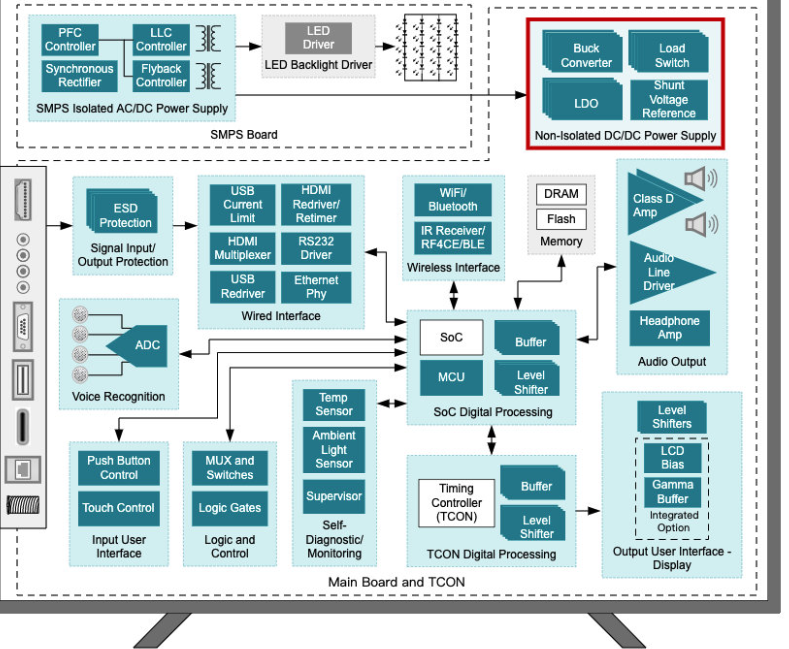 PFC
Controller
LLC
Controller
Synchronous
Rectifier
Flyback
Controller
SMPS Isolated AC/DC Power Supply
LED
Driver
LED Backlight Driver
SMPS Board
Buck
Converter
Load
Switch
LDO
Shunt
Voltage
Reference
Non-Isolated DC/DC Power Supply
ESD
Protection
Signal Input/
Output Protection
USB
Current
Limit
HDMI
Redriver/
Retimer
HDMI
Multiplexer
RS232
Driver
USB
Redriver
Ethernet
Phy
Wired Interface
WiFi/
Bluetooth
IR Receiver/
RF4CE/BLE
Wireless Interface
DRAM
Flash
Memory
Class D
Amp
Audio
Line
Driver
Headphone
Amp
Audio Output
ADC
Voice Recognition
SoC
Buffer
MCU
Level
Shifter
SoC Digital Processing
Push Button
Control
Touch Control
Input User
Interface
MUX and
Switches
Logic Gates
Logic and
Control
Temp
Sensor
Ambient
Light
Sensor
Supervisor
Self-
Diagnostic/
Monitoring
Timing
Controller
(TCON)
Buffer
Level
Shifter
TCON Digital Processing
Level
Shifters
LCD
Bias
Gamma
Buffer
Integrated
Option
Output User Interface -
Display
Main Board and TCON